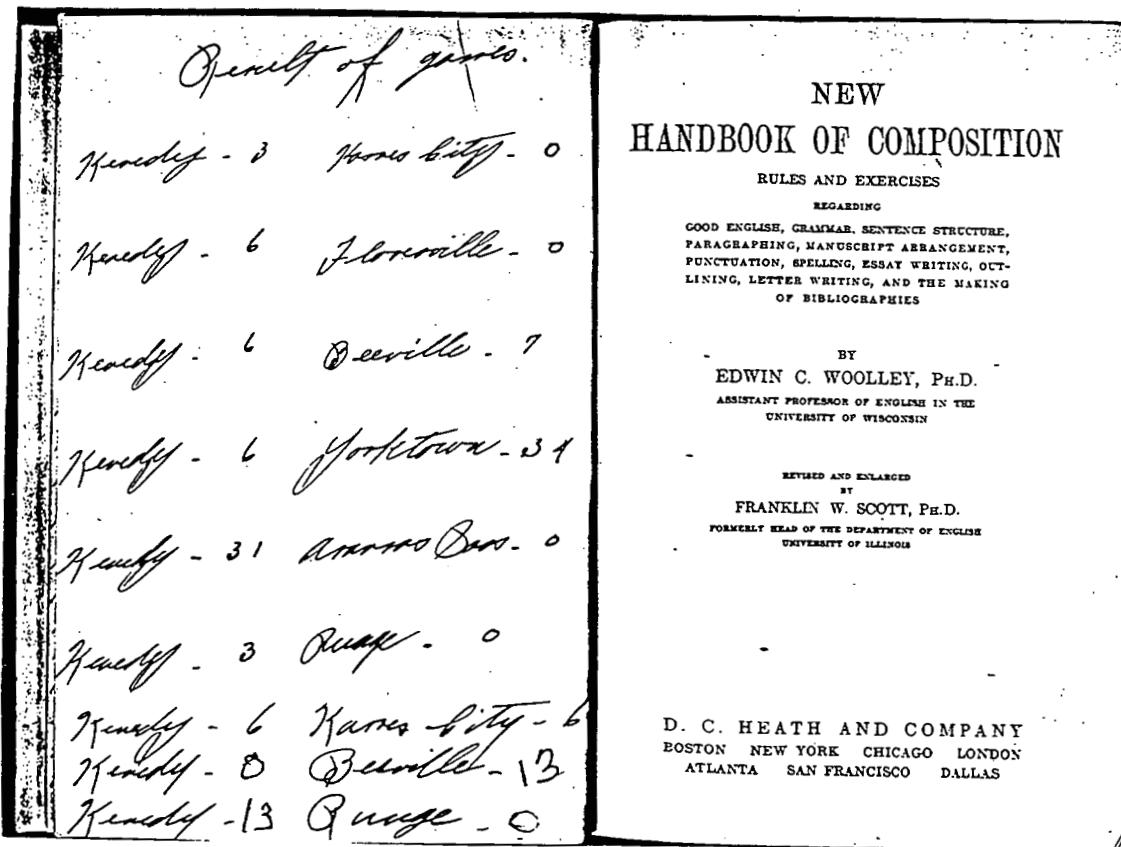 Result of games.
Kenedy - 3 Karnes City - 0
Kenedy - 6 Floresville - 0
Kenedy - 6 Beeville - 7
Kenedy - 6 Yorktown - 34
Kenedy - 31 Pass - 0
Kenedy - 3 Runge - 0
Kenedy - 6 Karnes City - 6
Kenedy - 0 Beeville - 13
Kenedy - 13 Runge - 0
NEW
HANDBOOK OF COMPOSITION
RULES AND EXERCISES
REGARDING
GOOD ENGLISH, GRAMMAR, SENTENCE STRUCTURE,
PARAGRAPHING, MANUSCRIPT ARRANGEMENT,
PUNCTUATION, SPELLING, ESSAY WRITING, OUT-
LINING, LETTER WRITING, AND THE MAKING
OF BIBLIOGRAPHIES
BY
EDWIN C. WOOLLEY, PH.D.
ASSISTANT PROFESSOR OF ENGLISH IN THE
UNIVERSITY OF WISCONSIN
REVISED AND ENLARGED
BY
FRANKLIN W. SCOTT, PH.D.
FORMERLY HEAD OF THE DEPARTMENT OF ENGLISH
UNIVERSITY OF ILLINOIS
D. C. HEATH AND COMPANY
BOSTON NEW YORK CHICAGO LONDON
ATLANTA SAN FRANCISCO DALLAS